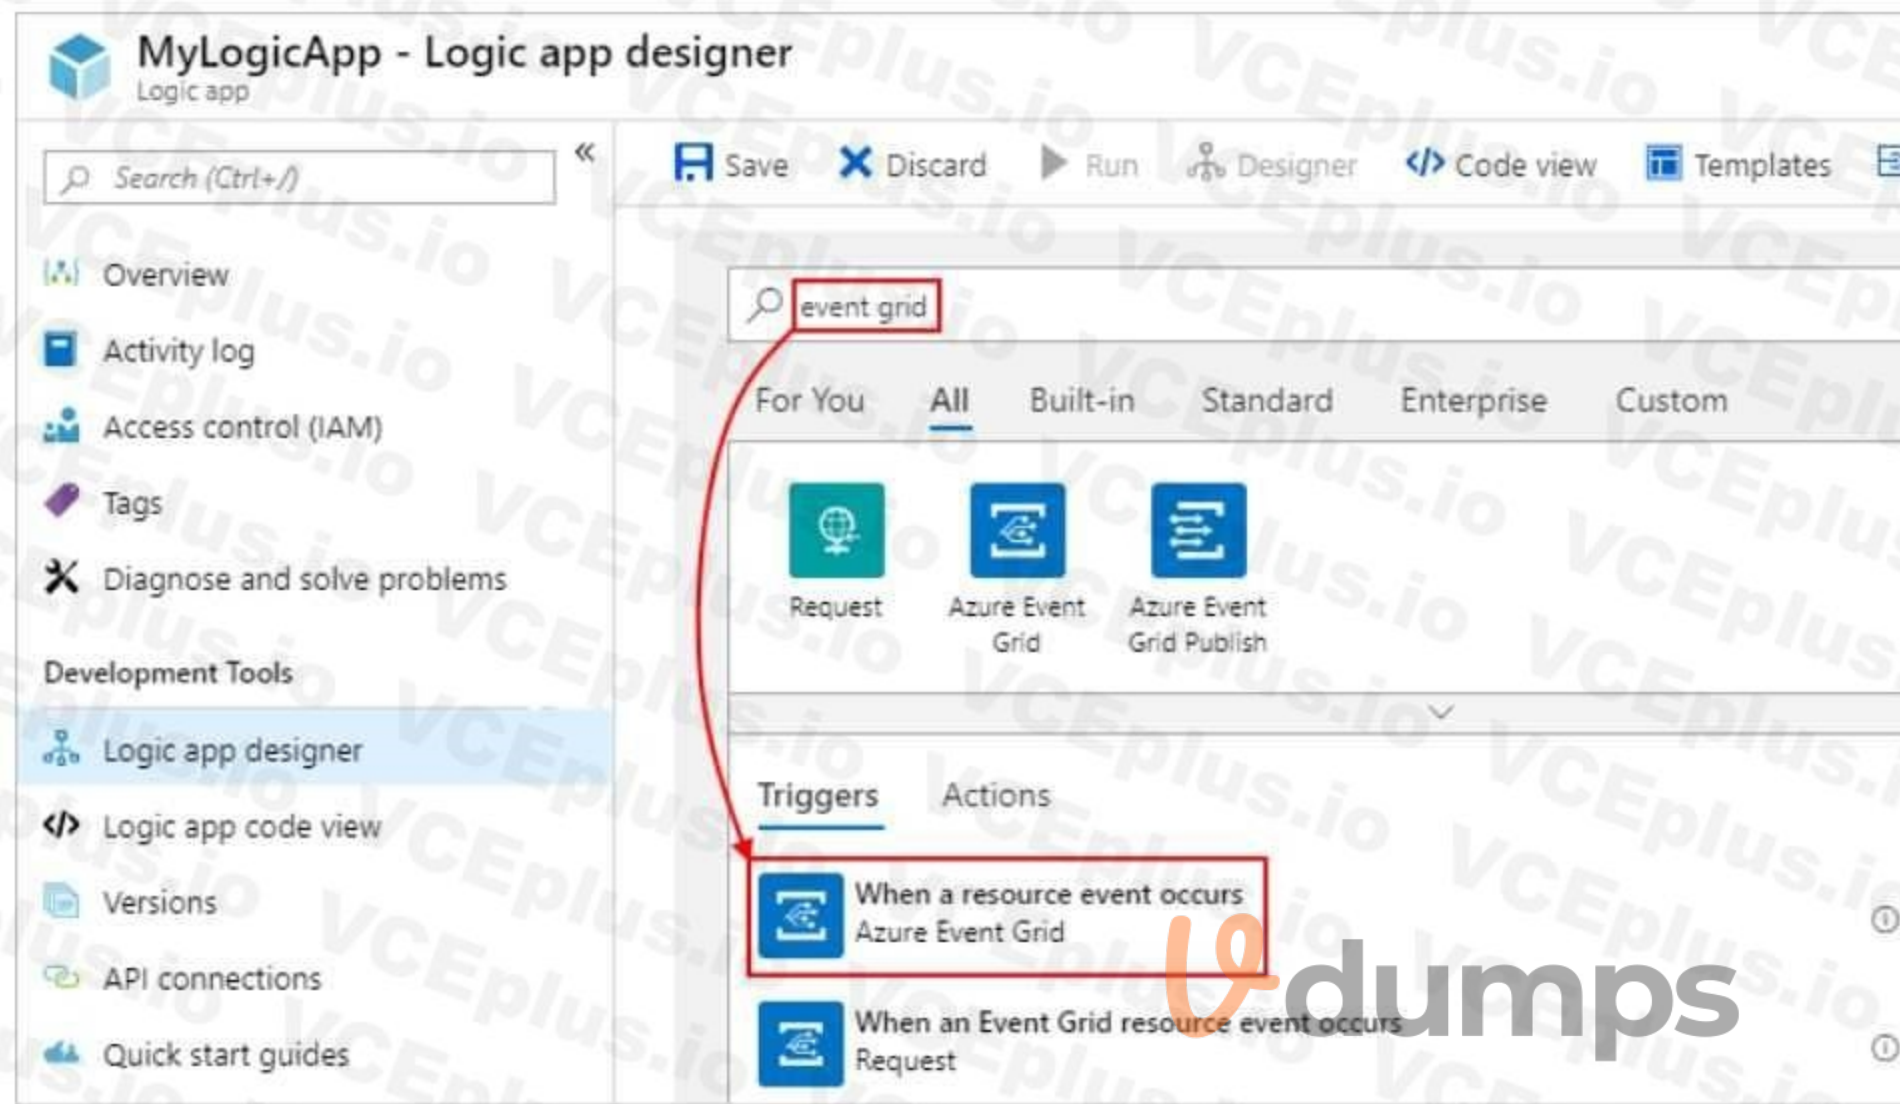 MyLogicApp - Logic app designer
Logic app
Search (Ctrl+/)
«
Overview
Activity log
Access control (IAM)
Tags
Diagnose and solve problems
Development Tools
Logic app designer
Logic app code view
Versions
API connections
Quick start guides
Save
Discard
Run
Designer
Code view
Templates
event grid
For You
All
Built-in
Standard
Enterprise
Custom
Request
Azure Event
Grid
Azure Event
Grid Publish
Triggers
Actions
When a resource event occurs
Azure Event Grid
When an Event Grid resource event occurs
Request
dumps
VCEplus.io